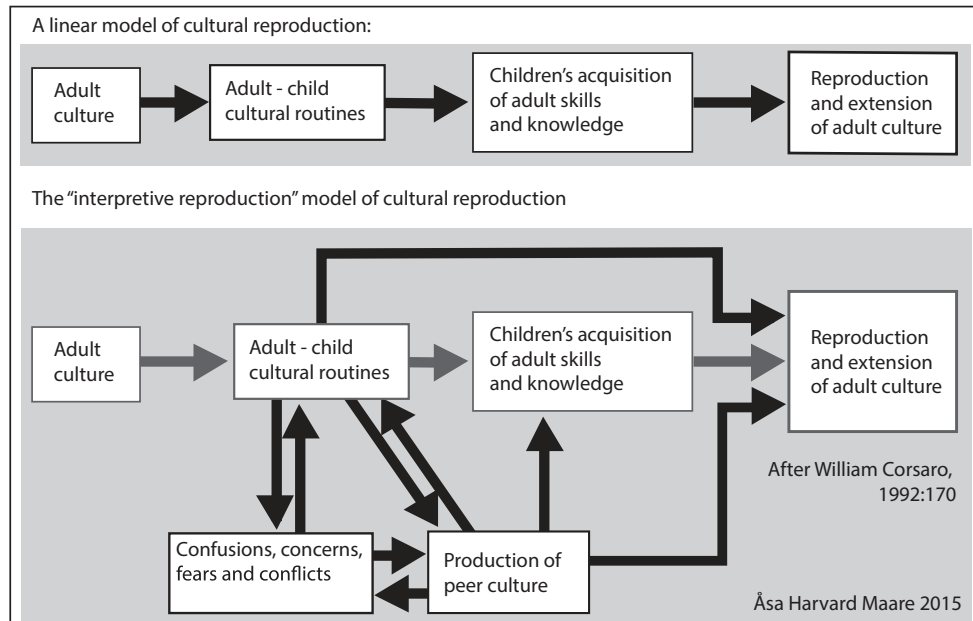 A linear model of cultural reproduction:
Adult
culture
Adult - child
cultural routines
Children’s acquisition
of adult skills
and knowledge
Reproduction
and extension
of adult culture
The “interpretive reproduction” model of cultural reproduction
Adult
culture
Adult - child
cultural routines
Children’s acquisition
of adult skills
and knowledge
Reproduction
and extension
of adult culture
Confusions, concerns,
fears and conflicts
Production of
peer culture
After William Corsaro,
1992:170
Åsa Harvard Maare 2015